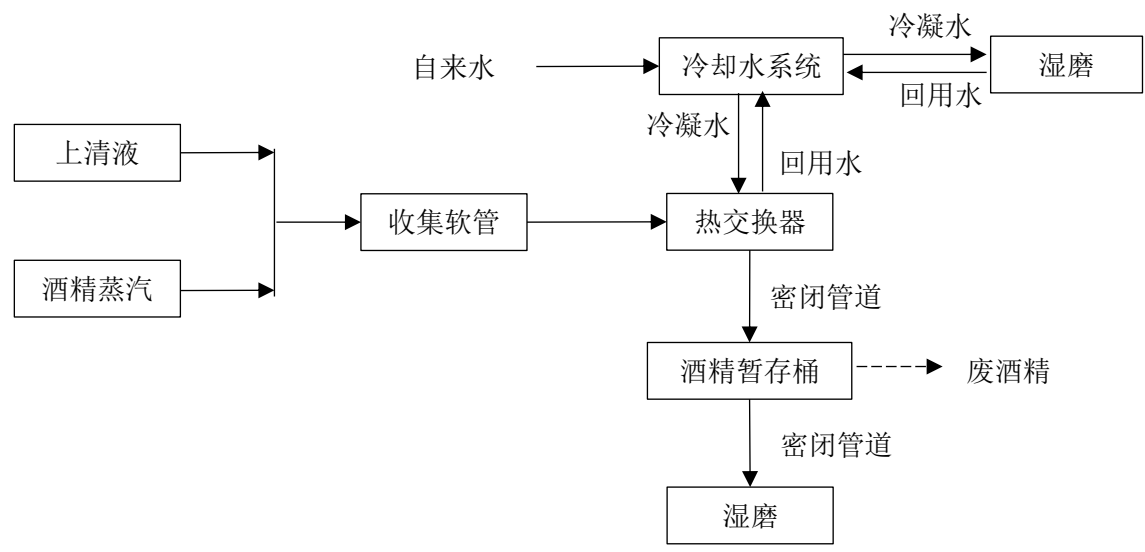 冷凝水
自来水
冷却水系统
湿磨
回用水
冷凝水
上清液
回用水
收集软管
热交换器
酒精蒸汽
密闭管道
酒精暂存桶
废酒精
密闭管道
湿磨